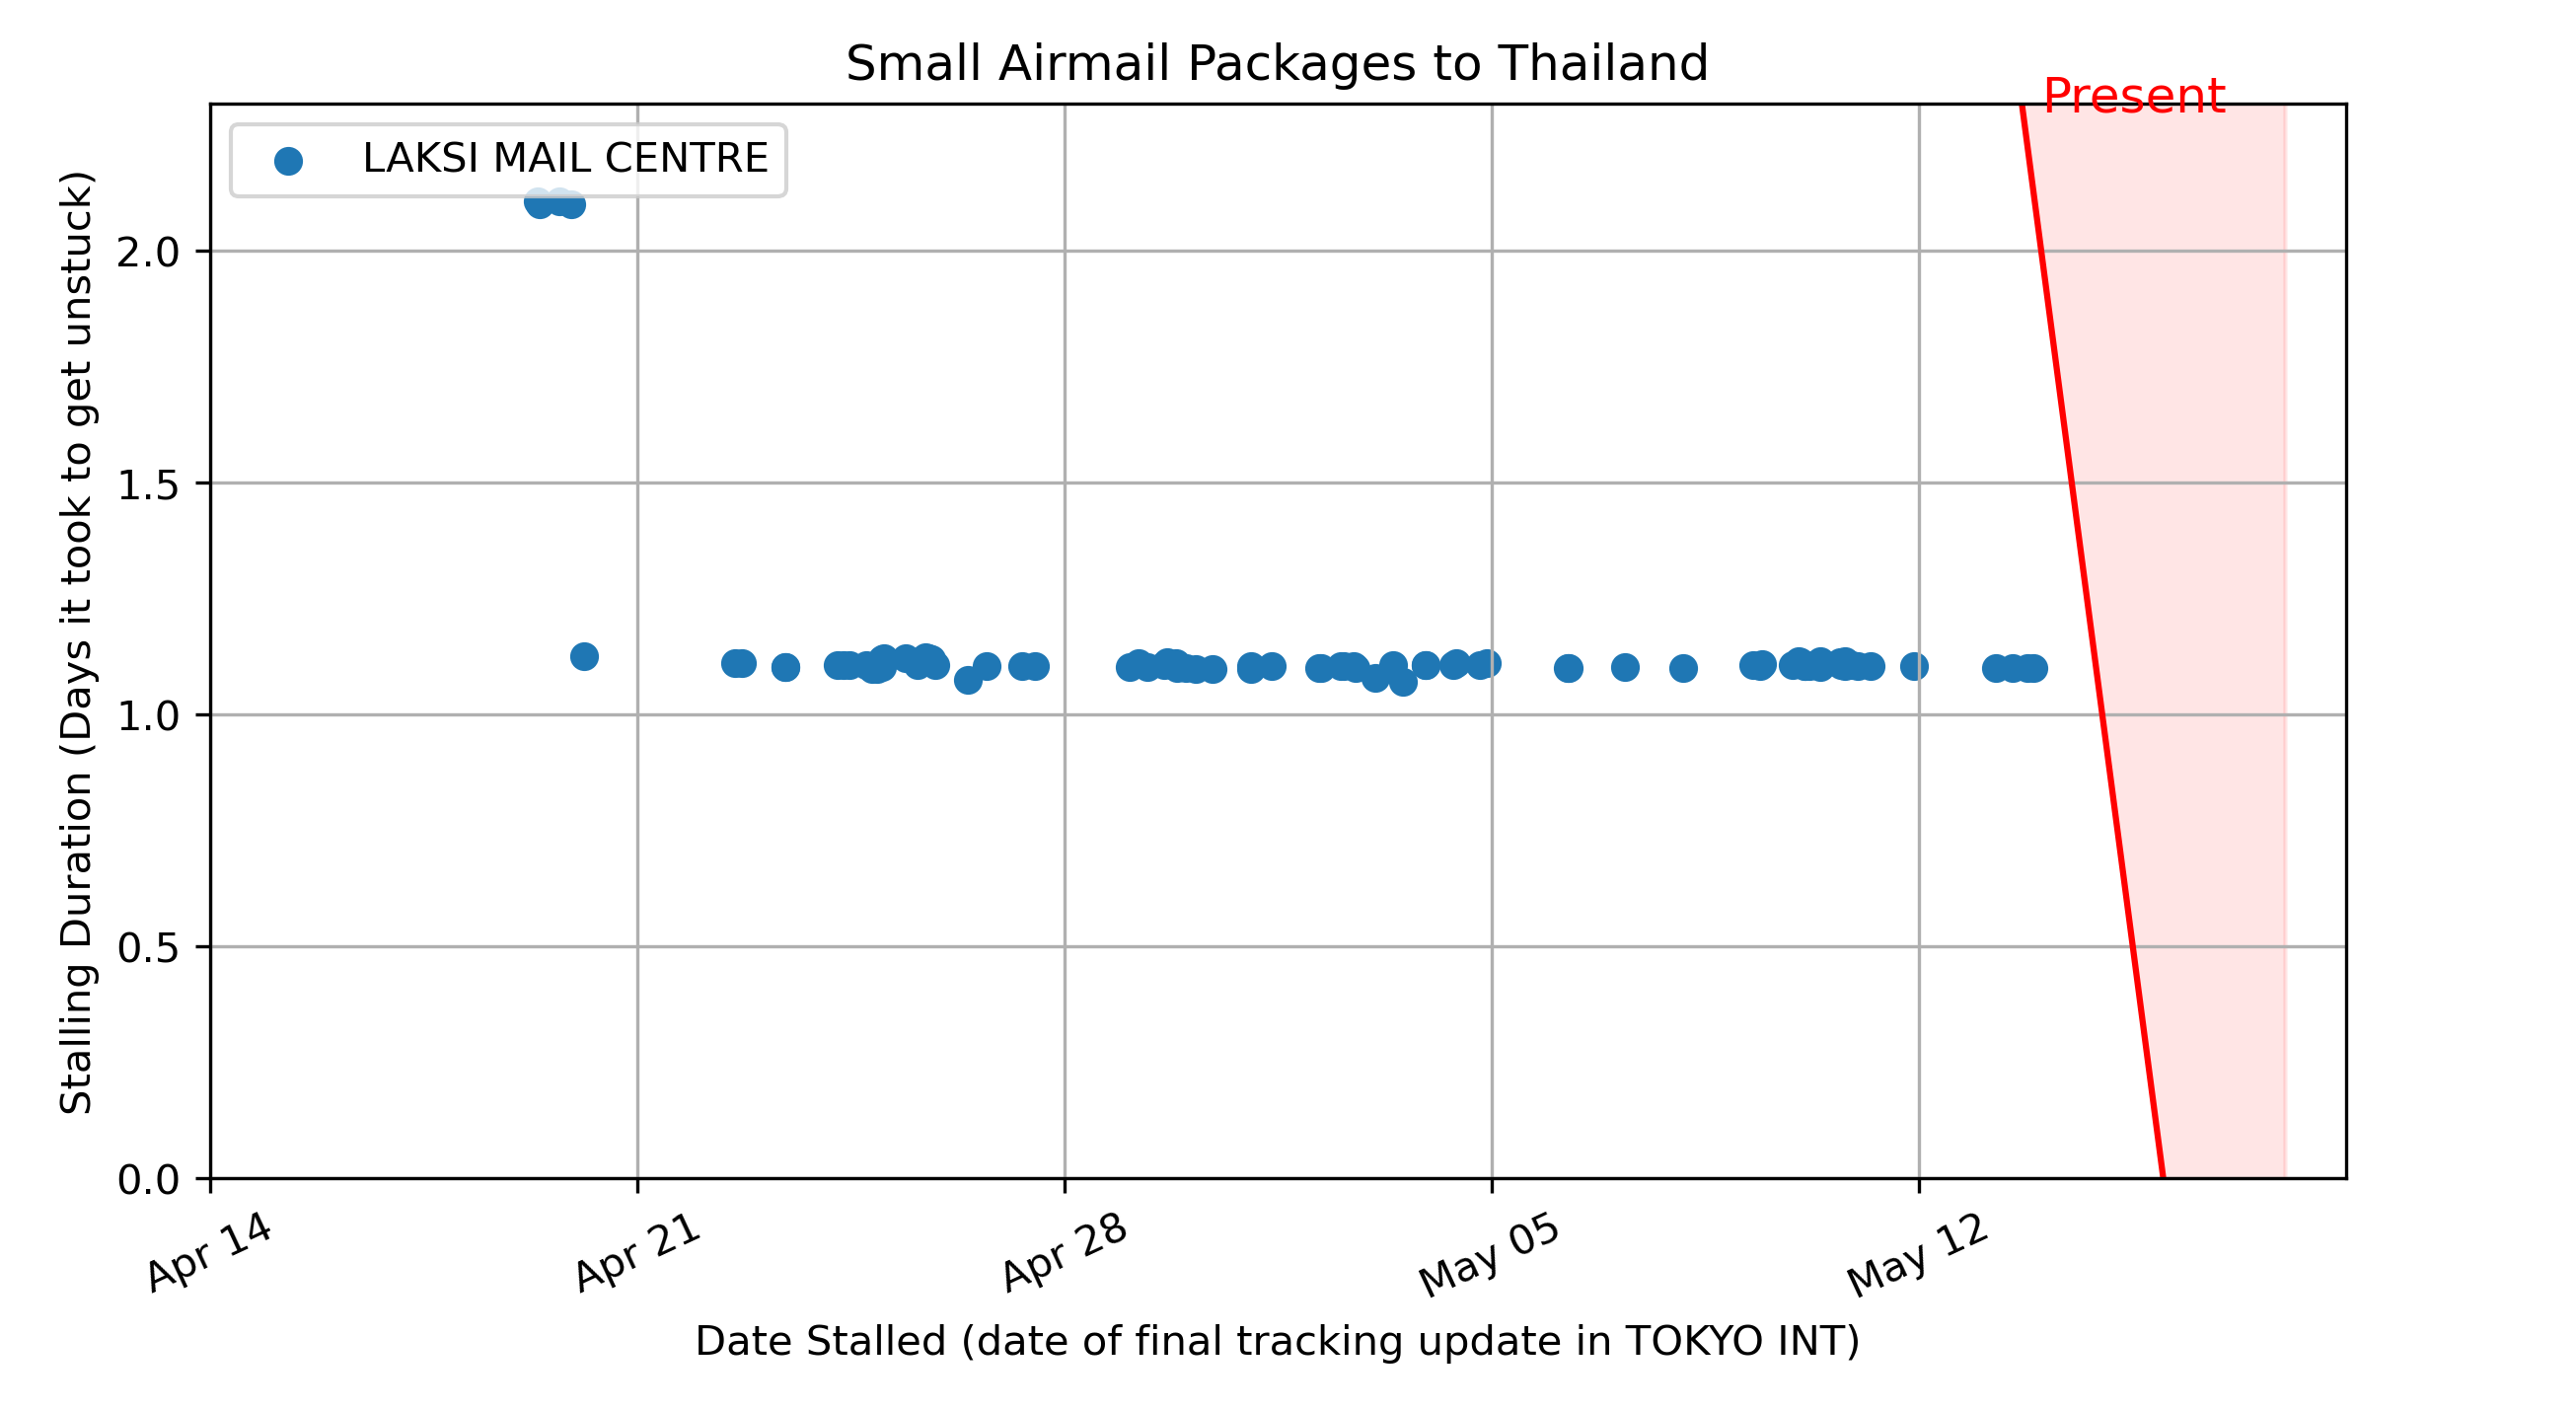 Small Airmail Packages to Thailand
Present
LAKSI MAIL CENTRE
Stalling Duration (Days it took to get unstuck)
2.0
1.5
1.0
0.5
0.0
Apr 14
Apr 21
Apr 28
May 05
May 12
Date Stalled (date of final tracking update in TOKYO INT)